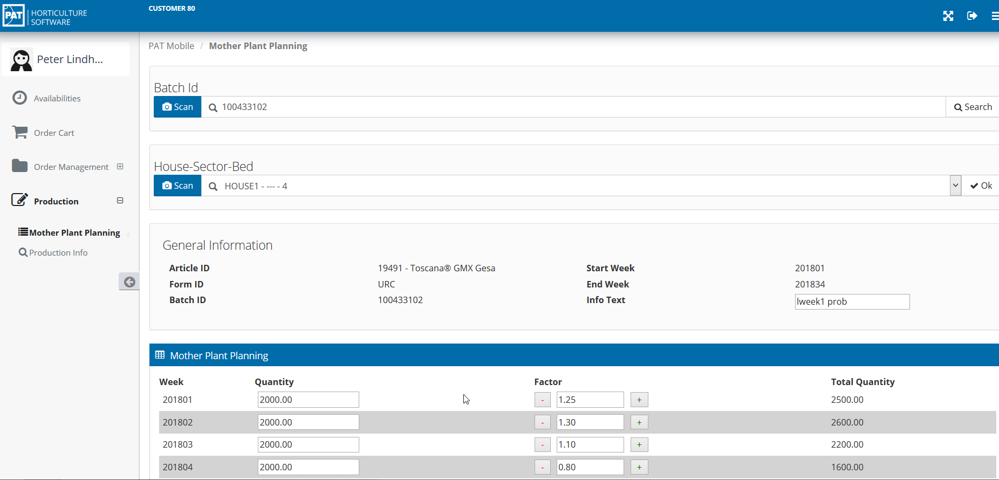 PAT HORTICULTURE
SOFTWARE
CUSTOMER 80
Peter Lindh...
Availabilities
Order Cart
Order Management
Production
Mother Plant Planning
Production Info
PAT Mobile / Mother Plant Planning
Batch Id
Scan 100433102 Search
House-Sector-Bed
Scan HOUSE1 - --- - 4 Ok
General Information
Article ID 19491 - Toscana® GMX Gesa Start Week 201801
Form ID URC End Week 201834
Batch ID 100433102 Info Text lweek1 prob
Mother Plant Planning
Week Quantity Factor Total Quantity
201801 2000.00 - 1.25 + 2500.00
201802 2000.00 - 1.30 + 2600.00
201803 2000.00 - 1.10 + 2200.00
201804 2000.00 - 0.80 + 1600.00